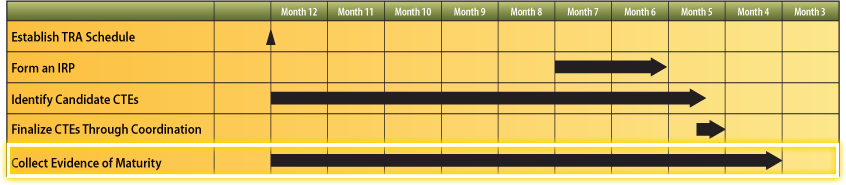 Month 12 Month 11 Month 10 Month 9 Month 8 Month 7 Month 6 Month 5 Month 4 Month 3
Establish TRA Schedule
Form an IRP
Identify Candidate CTEs
Finalize CTEs Through Coordination
Collect Evidence of Maturity